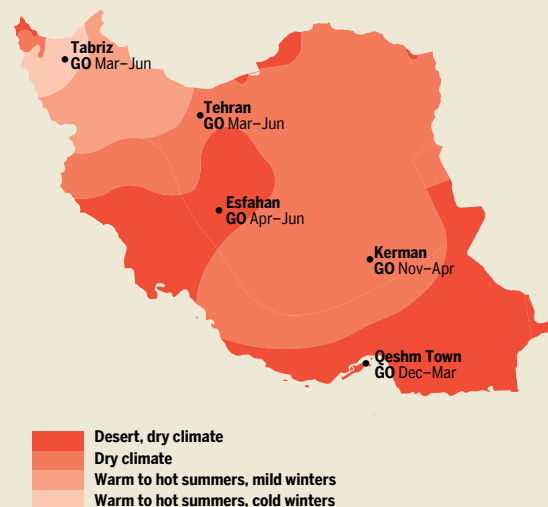 Tabriz
GO Mar–Jun
Tehran
GO Mar–Jun
Esfahan
GO Apr–Jun
Kerman
GO Nov–Apr
Qeshm Town
GO Dec–Mar
Desert, dry climate
Dry climate
Warm to hot summers, mild winters
Warm to hot summers, cold winters